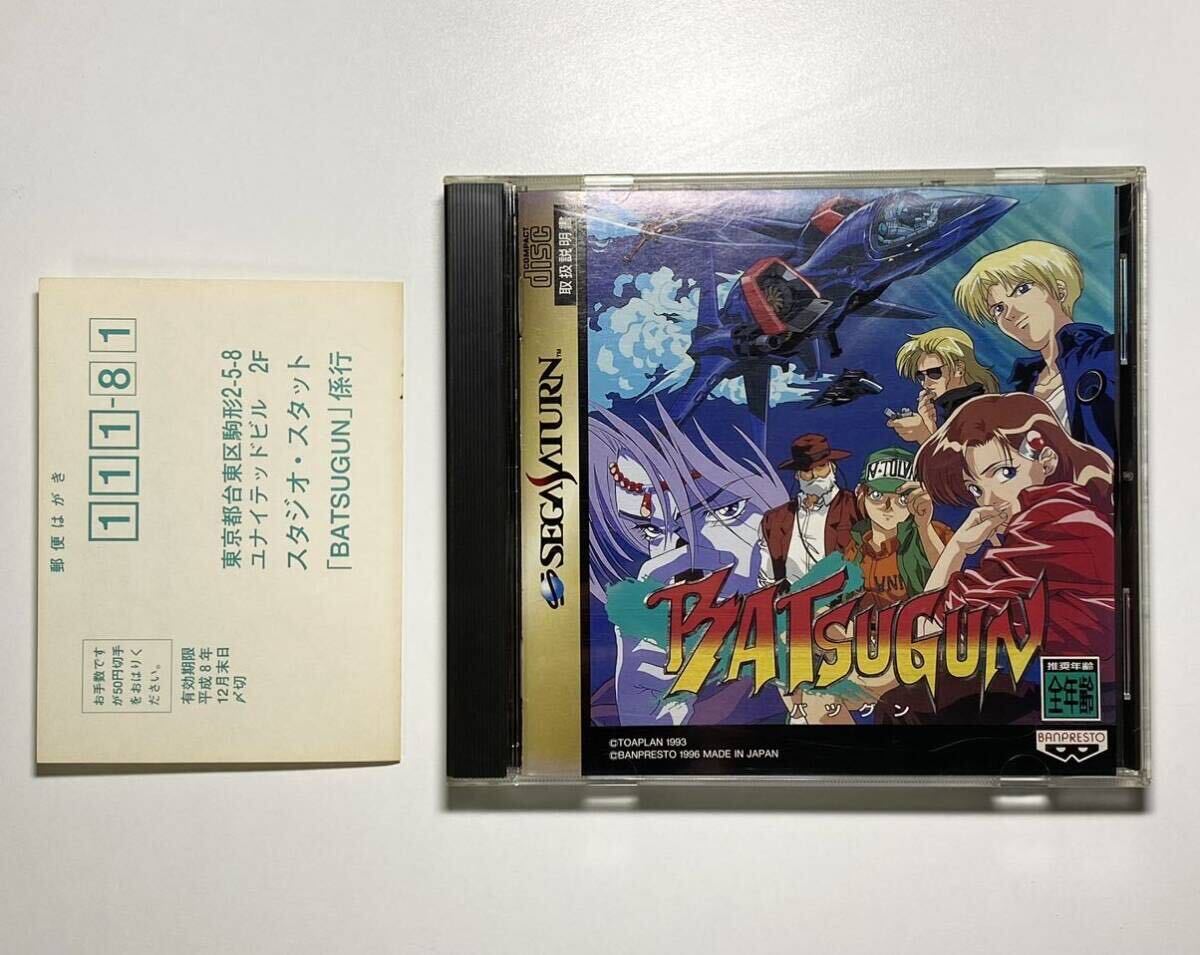 郵便はがき
111-81
東京都台東区駒形2-5-8
ユナイテッドビル 2F
スタジオ・スタット
「BATSUGUN」係行
お手数です
が50円切手
をおはりく
ださい。
有効期限
平成8年
12月末日
〆切
COMPACT
disc
取扱説明書
SEGA SATURN™
N-TOLV
BATSUGUN
バツグン
推奨年齢
全年齢
BANPRESTO
©TOAPLAN 1993
©BANPRESTO 1996 MADE IN JAPAN